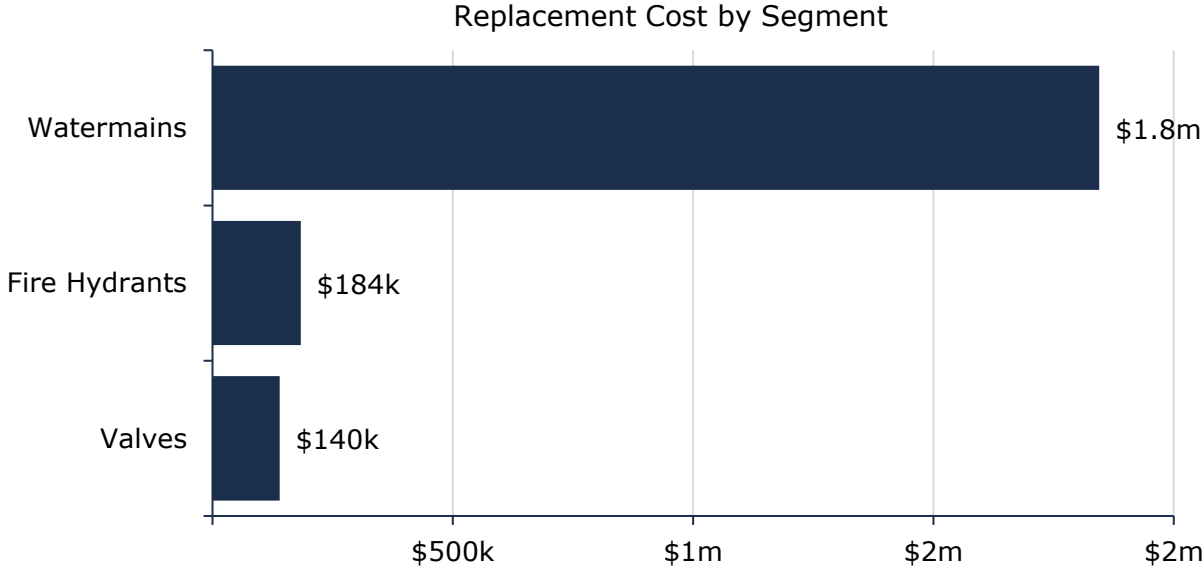 Replacement Cost by Segment
Watermains
$1.8m
Fire Hydrants
$184k
Valves
$140k
$500k
$1m
$2m
$2m